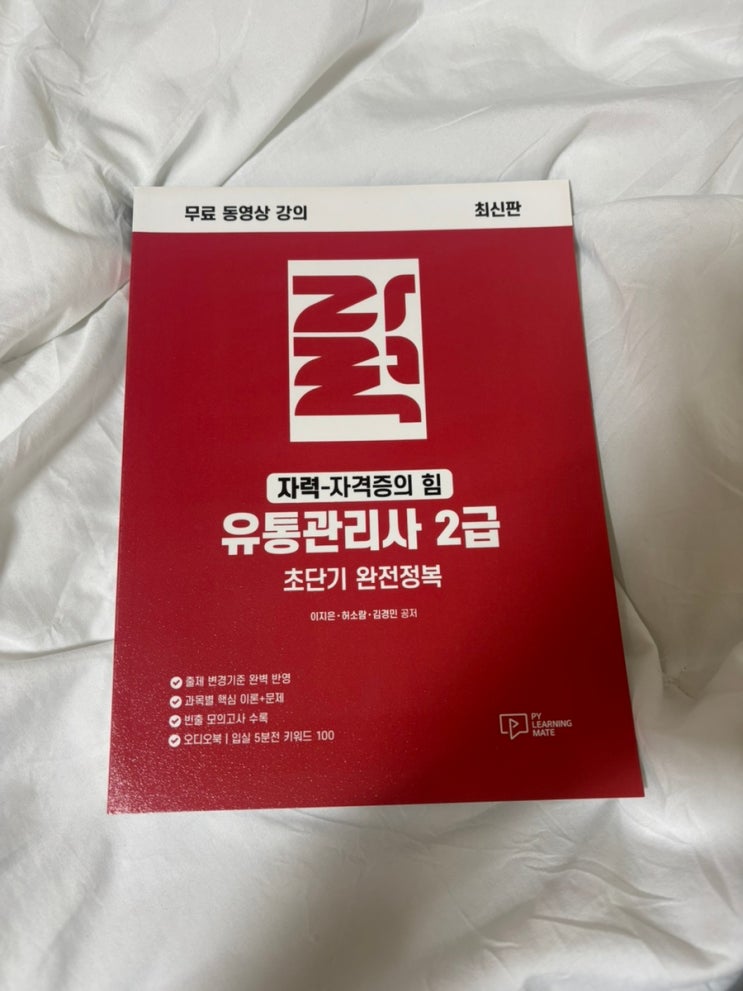 무료 동영상 강의
최신판
자력
자력-자격증의 힘
유통관리사 2급
초단기 완전정복
이지은·허소람·김경민 공저
출제 변경기준 완벽 반영
과목별 핵심 이론+문제
빈출 모의고사 수록
오디오북 | 입실 5분전 키워드 100
PY
LEARNING
MATE